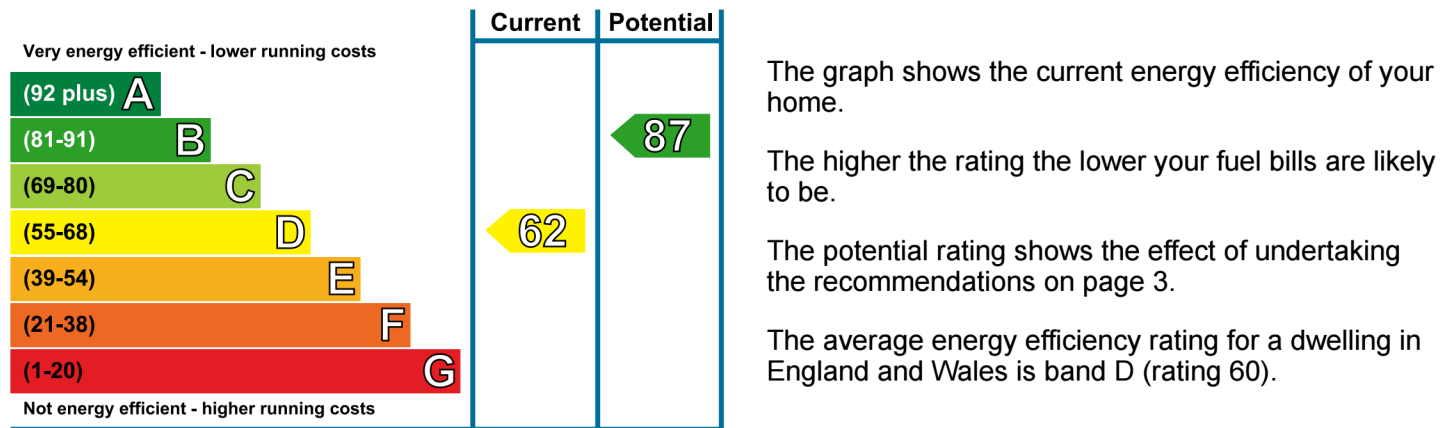 Current Potential
Very energy efficient - lower running costs
(92 plus) A
(81-91) B
87
(69-80) C
(55-68) D
62
(39-54) E
(21-38) F
(1-20) G
Not energy efficient - higher running costs
The graph shows the current energy efficiency of your
home.
The higher the rating the lower your fuel bills are likely
to be.
The potential rating shows the effect of undertaking
the recommendations on page 3.
The average energy efficiency rating for a dwelling in
England and Wales is band D (rating 60).